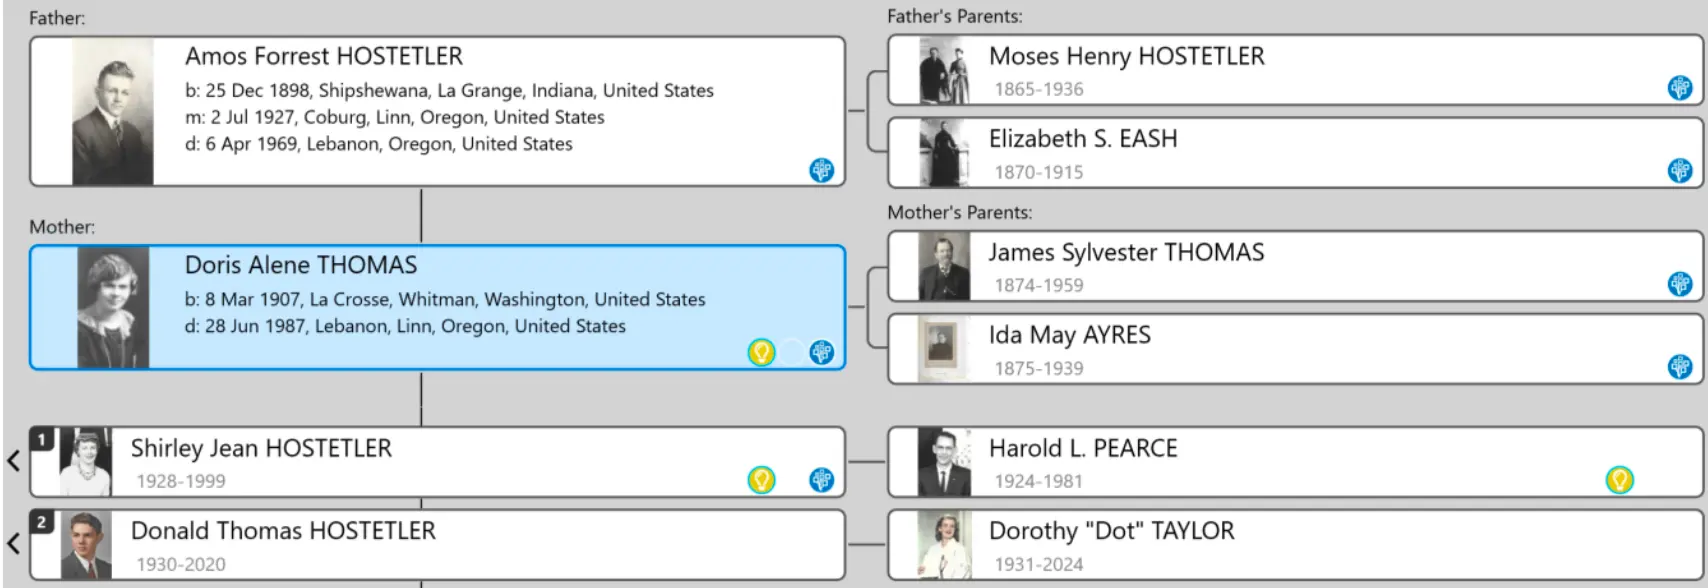 Father:
Amos Forrest HOSTETLER
b: 25 Dec 1898, Shipshewana, La Grange, Indiana, United States
m: 2 Jul 1927, Coburg, Linn, Oregon, United States
d: 6 Apr 1969, Lebanon, Oregon, United States
Father's Parents:
Moses Henry HOSTETLER
1865-1936
Elizabeth S. EASH
1870-1915
Mother:
Doris Alene THOMAS
b: 8 Mar 1907, La Crosse, Whitman, Washington, United States
d: 28 Jun 1987, Lebanon, Linn, Oregon, United States
Mother's Parents:
James Sylvester THOMAS
1874-1959
Ida May AYRES
1875-1939
1
Shirley Jean HOSTETLER
1928-1999
Harold L. PEARCE
1924-1981
2
Donald Thomas HOSTETLER
1930-2020
Dorothy "Dot" TAYLOR
1931-2024